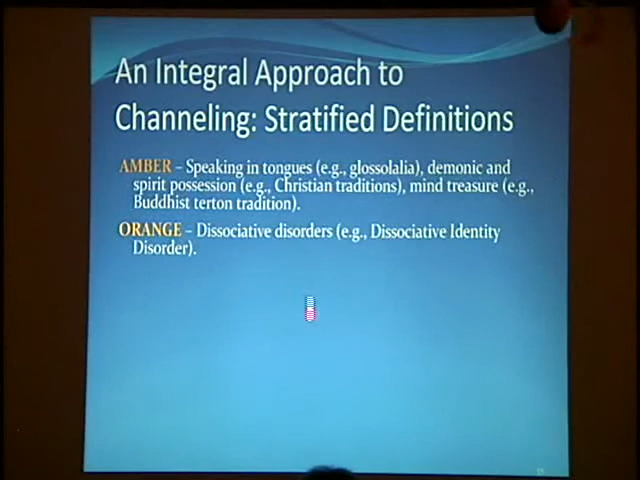 An Integral Approach to
Channeling: Stratified Definitions
AMBER – Speaking in tongues (e.g., glossolalia), demonic and
spirit possession (e.g., Christian traditions), mind treasure (e.g.,
Buddhist terton tradition).
ORANGE – Dissociative disorders (e.g., Dissociative Identity
Disorder).